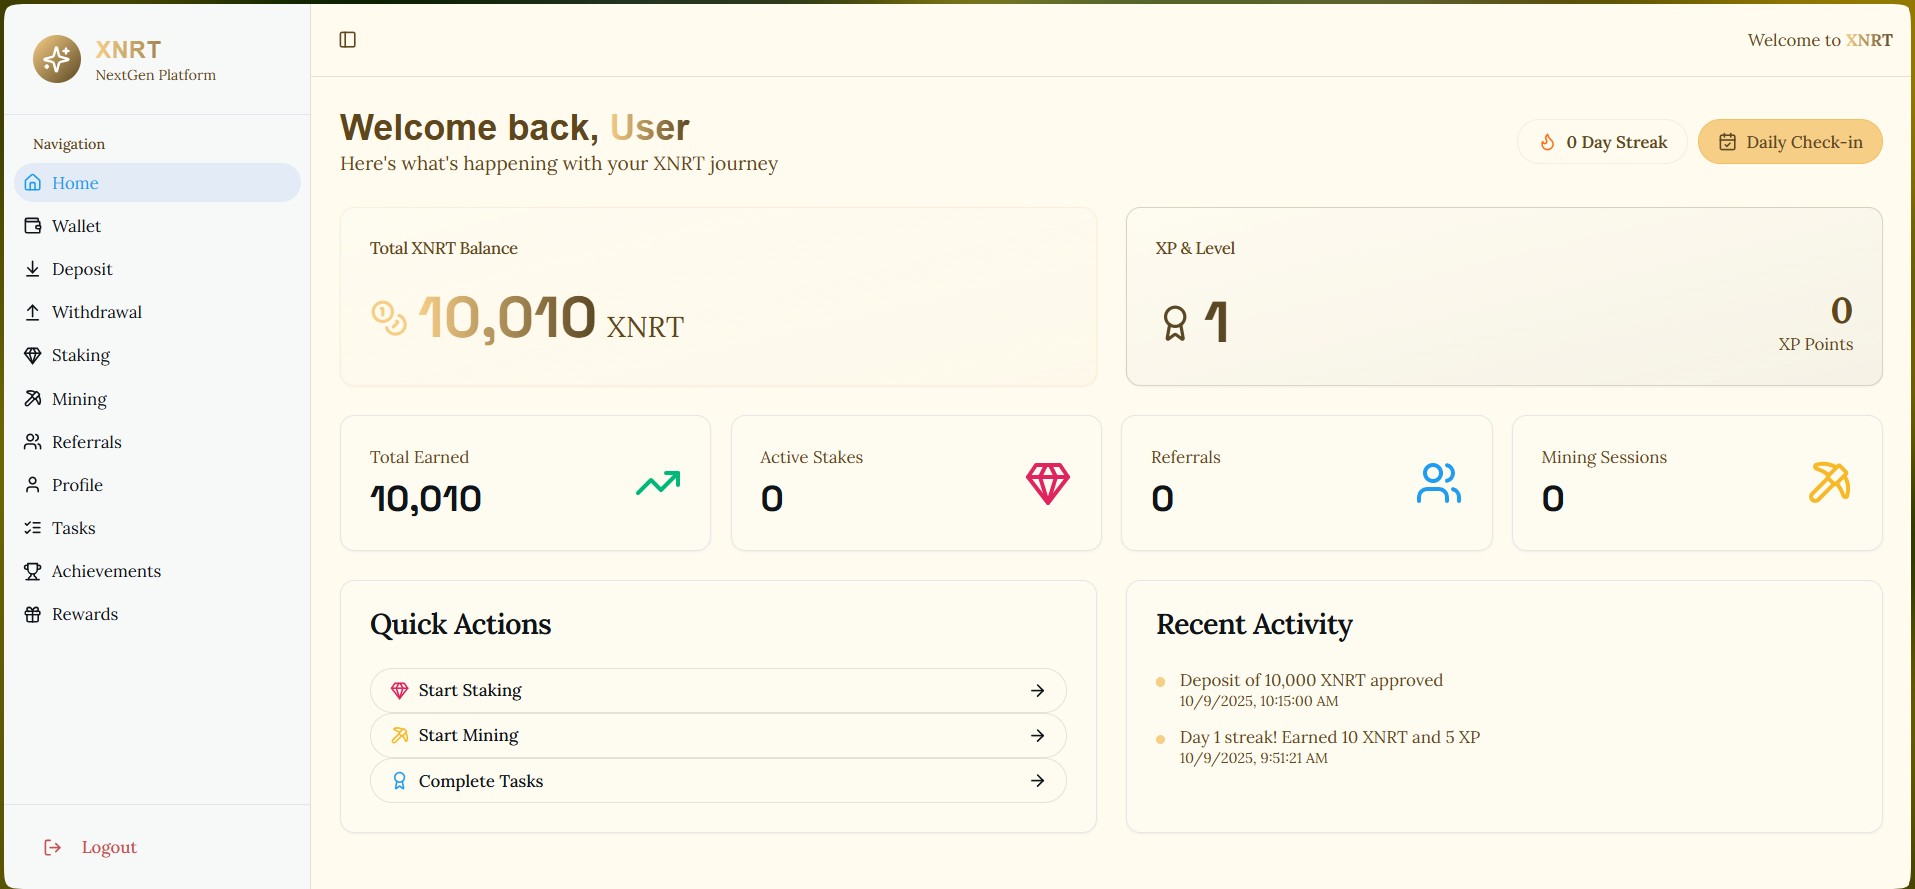 XNRT
NextGen Platform
Navigation
Home
Wallet
Deposit
Withdrawal
Staking
Mining
Referrals
Profile
Tasks
Achievements
Rewards
Logout
Welcome to XNRT
Welcome back, User
Here's what's happening with your XNRT journey
0 Day Streak
Daily Check-in
Total XNRT Balance
10,010 XNRT
XP & Level
1
0
XP Points
Total Earned
10,010
Active Stakes
0
Referrals
0
Mining Sessions
0
Quick Actions
Start Staking
Start Mining
Complete Tasks
Recent Activity
Deposit of 10,000 XNRT approved
10/9/2025, 10:15:00 AM
Day 1 streak! Earned 10 XNRT and 5 XP
10/9/2025, 9:51:21 AM